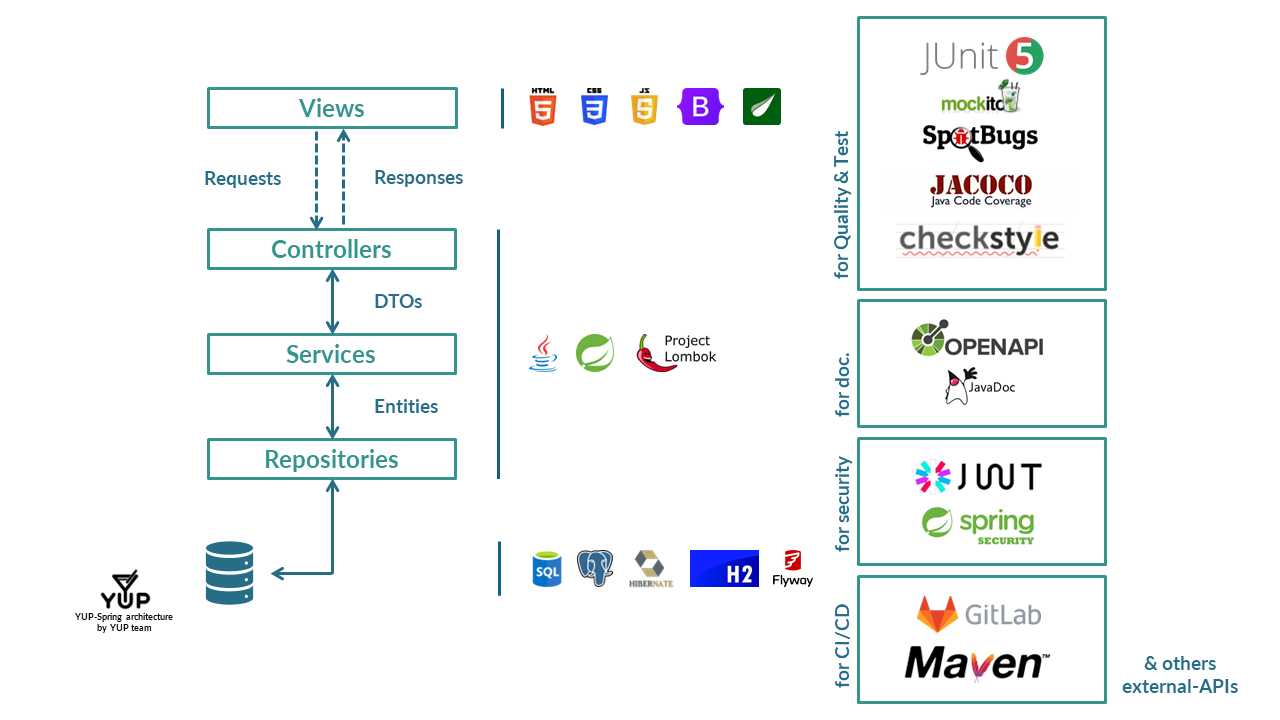 Views
Requests
Responses
Controllers
DTOs
Services
Entities
Repositories
YUP
YUP-Spring architecture
by YUP team
HTML
5
CSS
3
JS
5
B
Project
Lombok
SQL
HIBERNATE
H2
Flyway
for Quality & Test
JUnit 5
mockito
SpotBugs
JACOCO
Java Code Coverage
checkstyle
for doc.
OPENAPI
JavaDoc
for security
JWT
spring
SECURITY
for CI/CD
GitLab
Maven™
& others
external-APIs